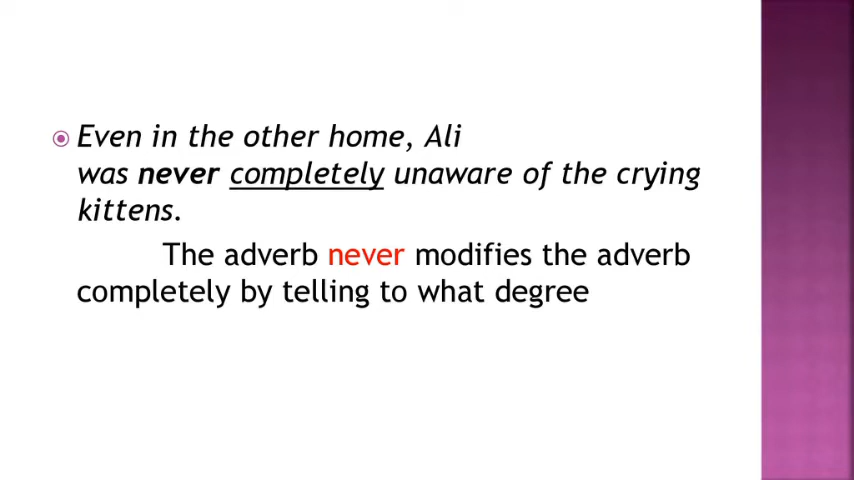 Even in the other home, Ali
was never completely unaware of the crying
kittens.
The adverb never modifies the adverb
completely by telling to what degree